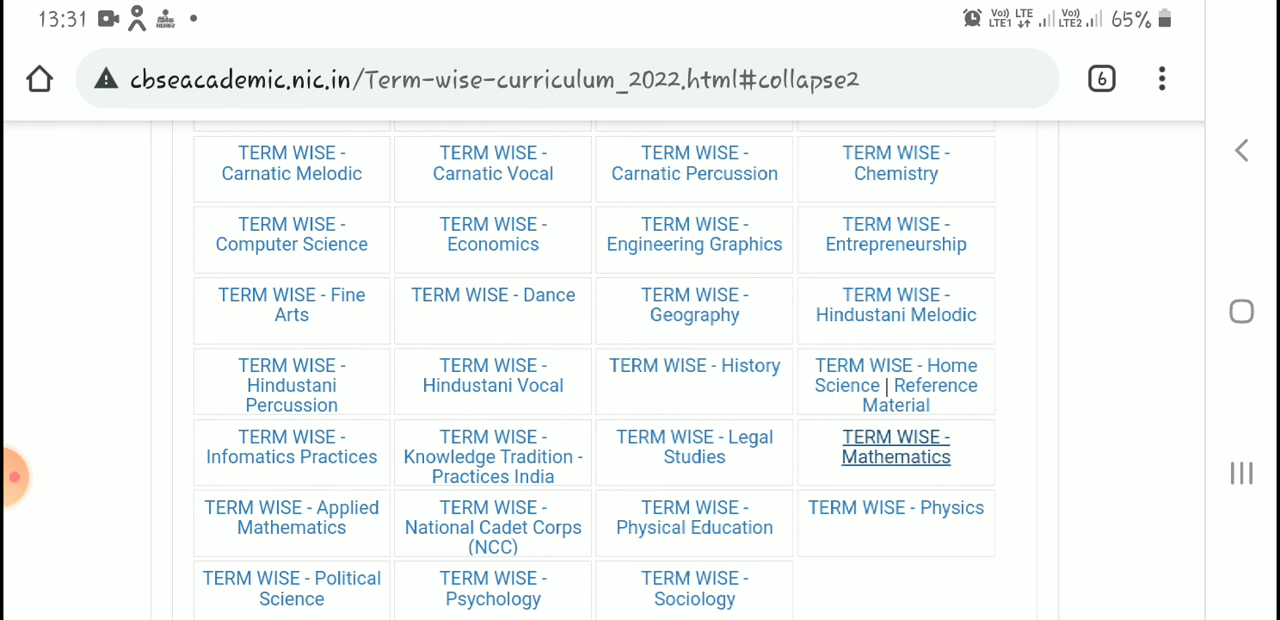 13:31
Vo) LTE Vo) 65%
LTE1 LTE2
cbseacademic.nic.in/Term-wise-curriculum_2022.html#collapse2
6
TERM WISE -
Carnatic Melodic
TERM WISE -
Carnatic Vocal
TERM WISE -
Carnatic Percussion
TERM WISE -
Chemistry
TERM WISE -
Computer Science
TERM WISE -
Economics
TERM WISE -
Engineering Graphics
TERM WISE -
Entrepreneurship
TERM WISE - Fine
Arts
TERM WISE - Dance
TERM WISE -
Geography
TERM WISE -
Hindustani Melodic
TERM WISE -
Hindustani
Percussion
TERM WISE -
Hindustani Vocal
TERM WISE - History
TERM WISE - Home
Science | Reference
Material
TERM WISE -
Infomatics Practices
TERM WISE -
Knowledge Tradition -
Practices India
TERM WISE - Legal
Studies
TERM WISE -
Mathematics
TERM WISE - Applied
Mathematics
TERM WISE -
National Cadet Corps
(NCC)
TERM WISE -
Physical Education
TERM WISE - Physics
TERM WISE - Political
Science
TERM WISE -
Psychology
TERM WISE -
Sociology